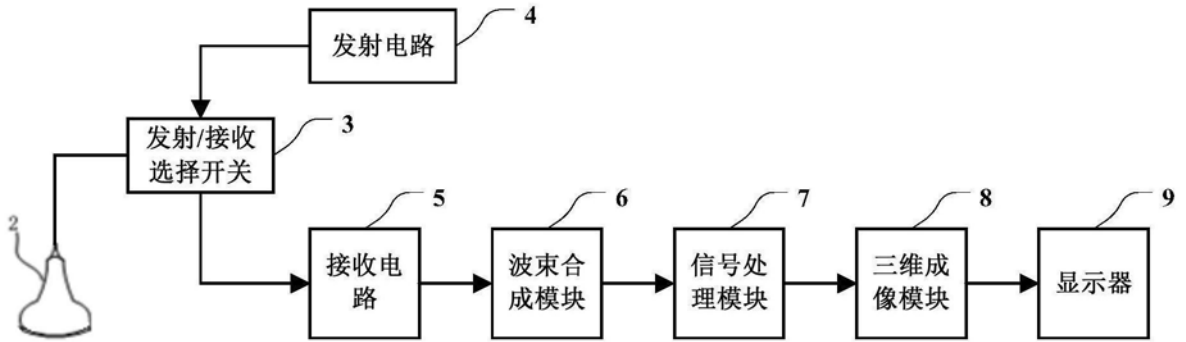 发射电路
4
发射/接收
选择开关
3
2
接收电
路
5
波束合
成模块
6
信号处
理模块
7
三维成
像模块
8
显示器
9